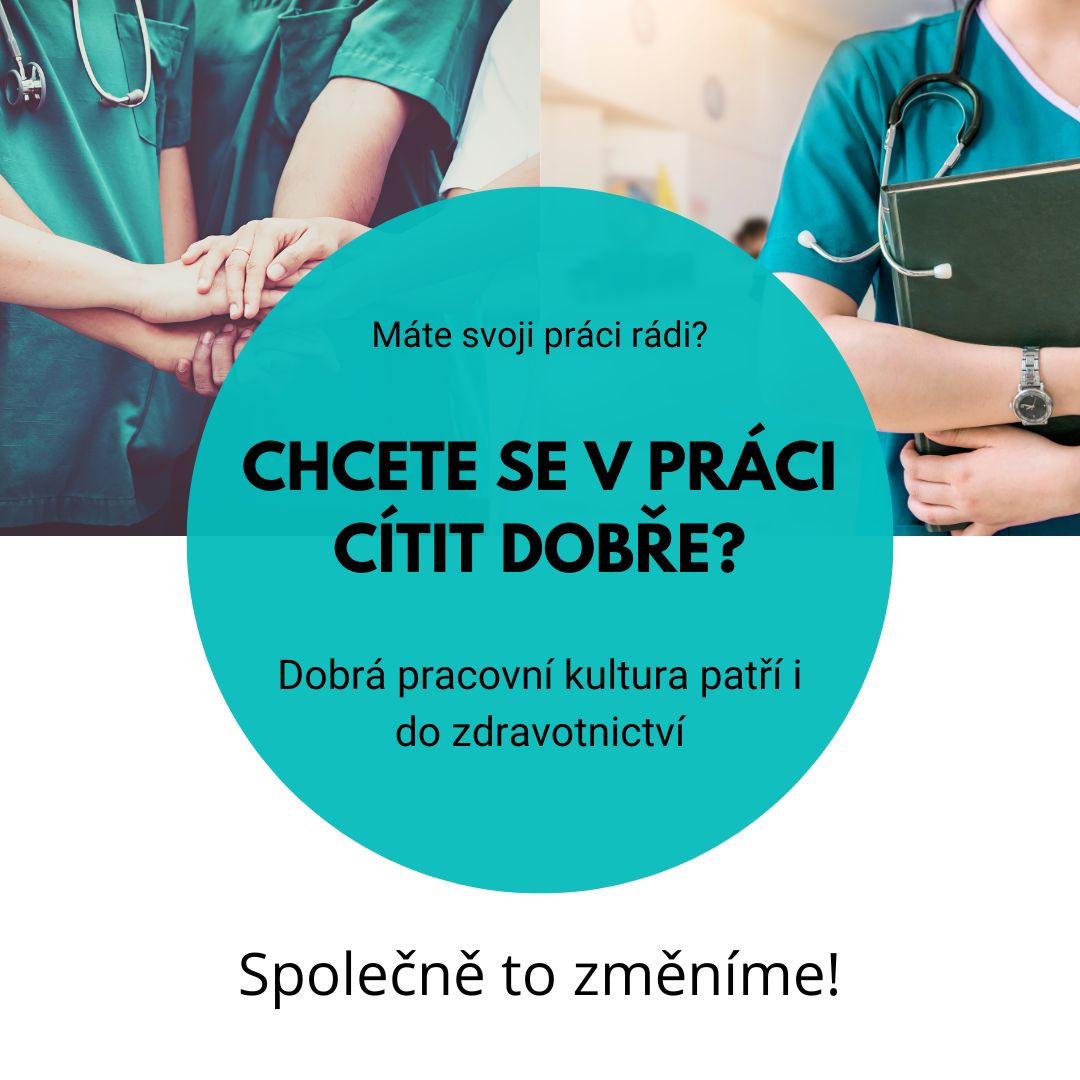 Máte svoji práci rádi?
CHCETE SE V PRÁCI
CÍTIT DOBŘE?
Dobrá pracovní kultura patří i
do zdravotnictví
Společně to změníme!